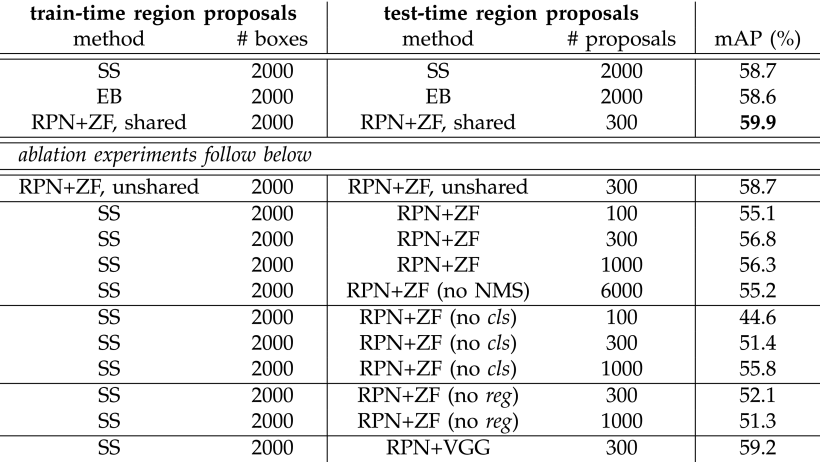 train-time region proposals test-time region proposals
method # boxes method # proposals mAP (%)
SS 2000 SS 2000 58.7
EB 2000 EB 2000 58.6
RPN+ZF, shared 2000 RPN+ZF, shared 300 59.9
ablation experiments follow below
RPN+ZF, unshared 2000 RPN+ZF, unshared 300 58.7
SS 2000 RPN+ZF 100 55.1
SS 2000 RPN+ZF 300 56.8
SS 2000 RPN+ZF 1000 56.3
SS 2000 RPN+ZF (no NMS) 6000 55.2
SS 2000 RPN+ZF (no cls) 100 44.6
SS 2000 RPN+ZF (no cls) 300 51.4
SS 2000 RPN+ZF (no cls) 1000 55.8
SS 2000 RPN+ZF (no reg) 300 52.1
SS 2000 RPN+ZF (no reg) 1000 51.3
SS 2000 RPN+VGG 300 59.2